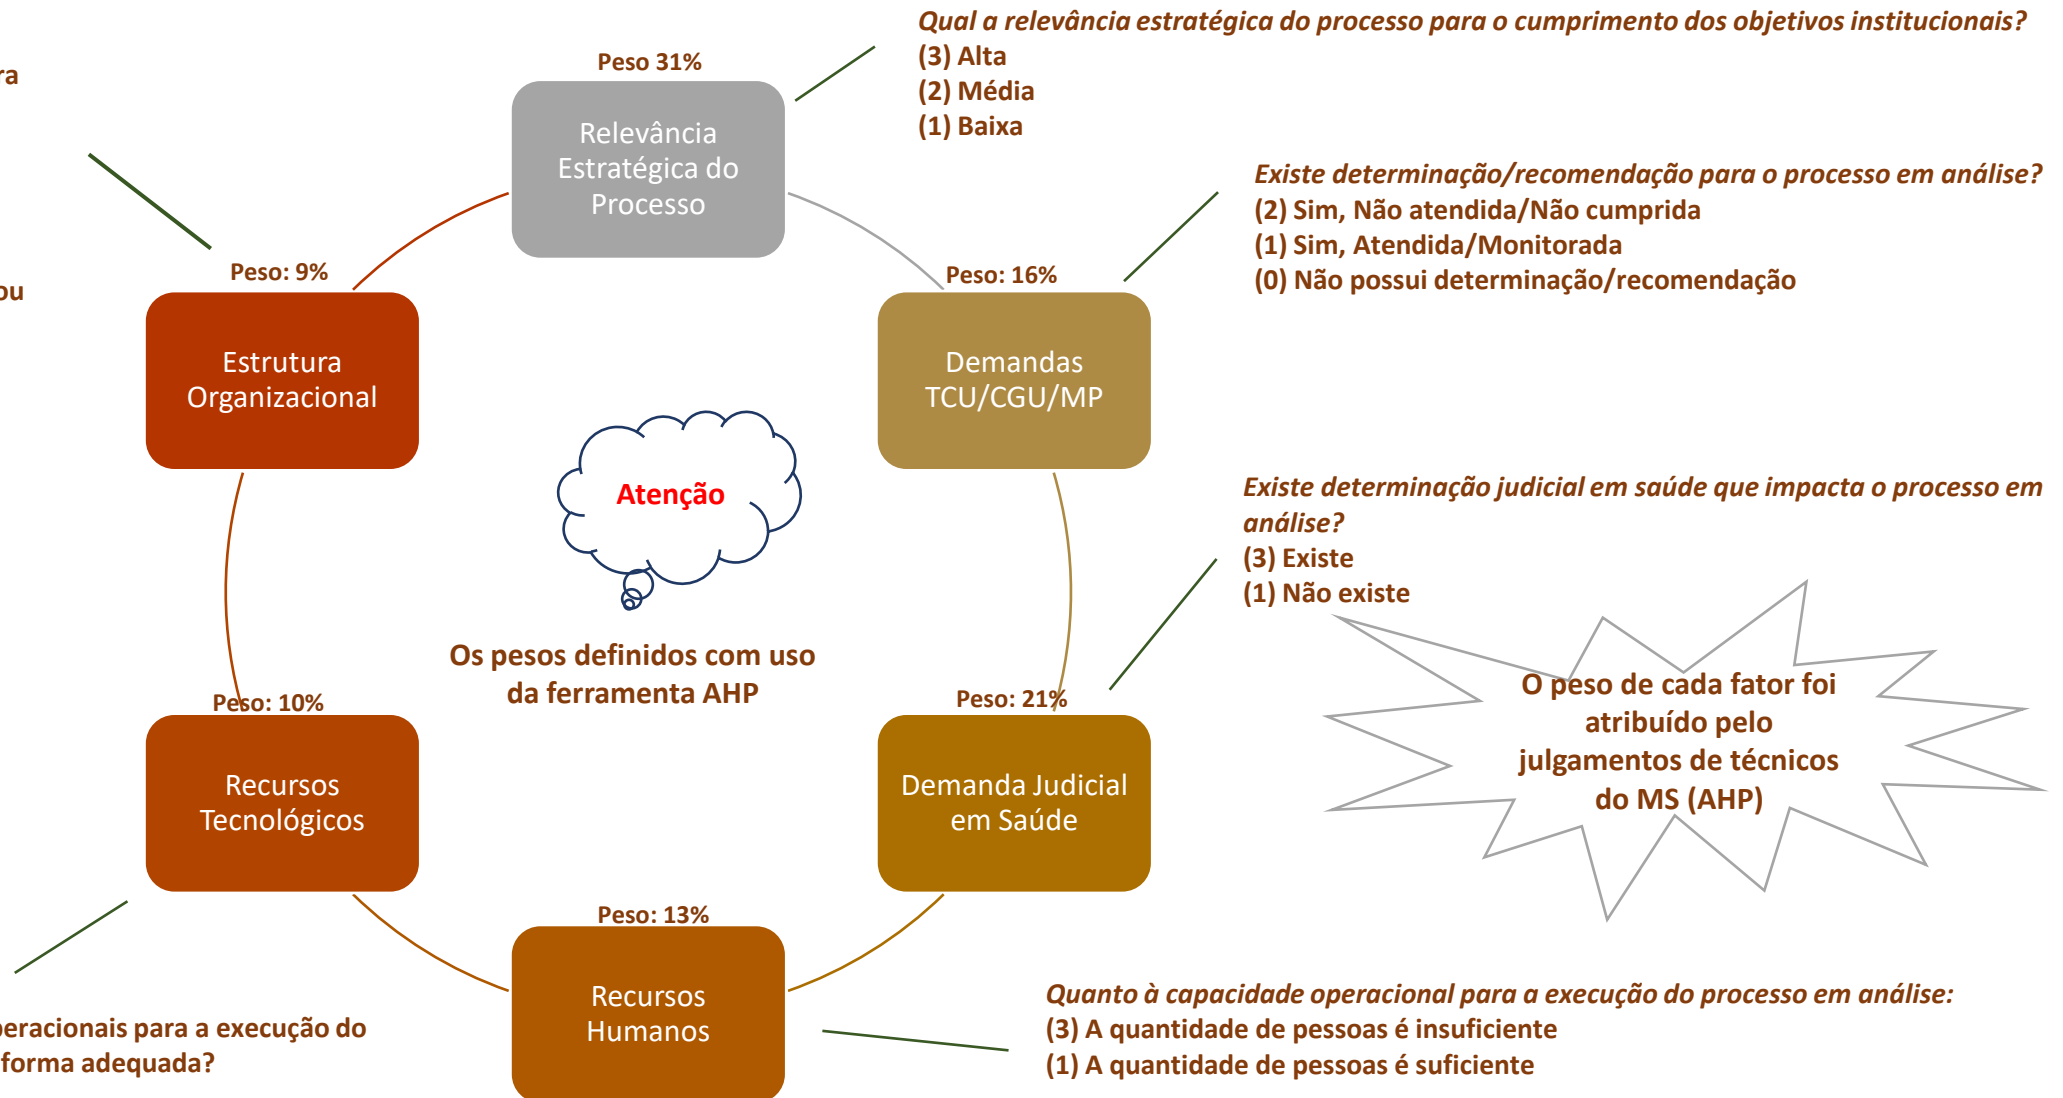 Qual a relevância estratégica do processo para o cumprimento dos objetivos institucionais?
(3) Alta
(2) Média
(1) Baixa
Peso 31%
Relevância
Estratégica do
Processo
ra
ou
Existe determinação/recomendação para o processo em análise?
(2) Sim, Não atendida/Não cumprida
(1) Sim, Atendida/Monitorada
(0) Não possui determinação/recomendação
Peso: 9%
Estrutura
Organizacional
Peso: 16%
Demandas
TCU/CGU/MP
Atenção
Os pesos definidos com uso
da ferramenta AHP
Existe determinação judicial em saúde que impacta o processo em
análise?
(3) Existe
(1) Não existe
O peso de cada fator foi
atribuído pelo
julgamentos de técnicos
do MS (AHP)
Peso: 10%
Recursos
Tecnológicos
Peso: 21%
Demanda Judicial
em Saúde
Peso: 13%
Recursos
Humanos
Quanto à capacidade operacional para a execução do processo em análise:
(3) A quantidade de pessoas é insuficiente
(1) A quantidade de pessoas é suficiente
peracionais para a execução do
forma adequada?